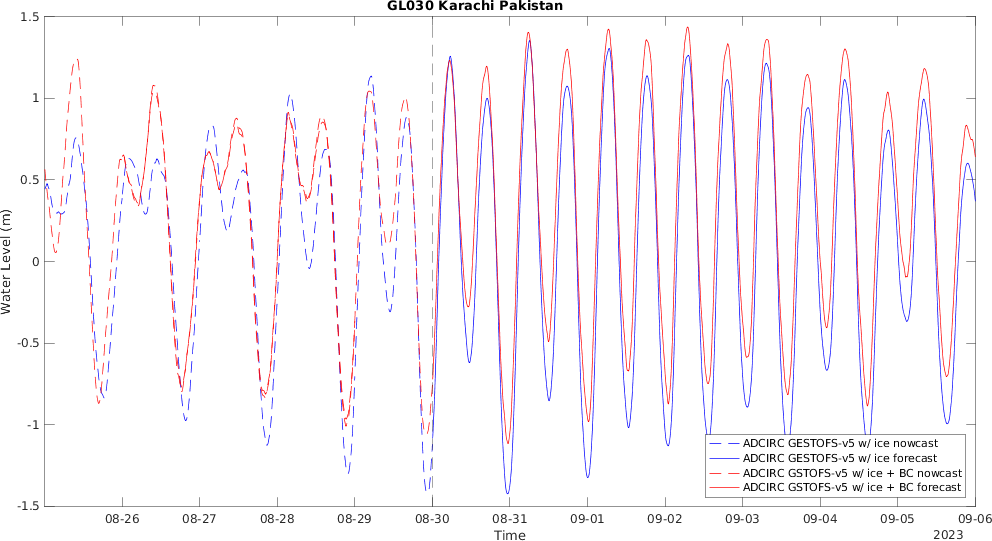 GL030 Karachi Pakistan
1.5
1
0.5
0
-0.5
-1
-1.5
Water Level (m)
08-26 08-27 08-28 08-29 08-30 08-31 09-01 09-02 09-03 09-04 09-05 09-06
Time
2023
ADCIRC GESTOFS-v5 w/ ice nowcast
ADCIRC GESTOFS-v5 w/ ice forecast
ADCIRC GSTOFS-v5 w/ ice + BC nowcast
ADCIRC GSTOFS-v5 w/ ice + BC forecast